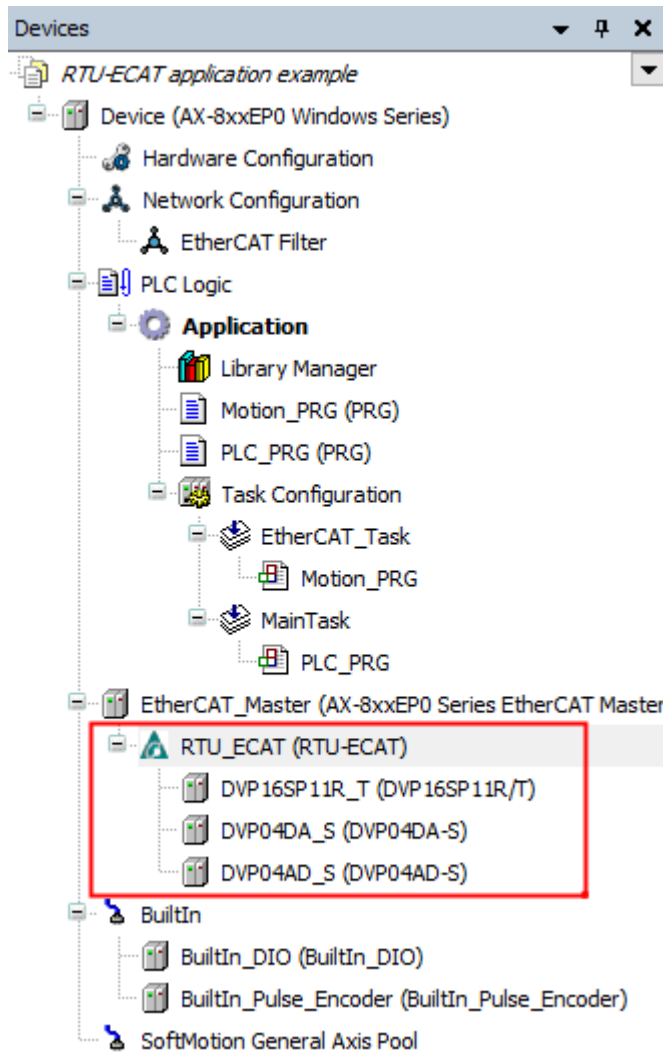 Devices
RTU-ECAT application example
Device (AX-8xxEP0 Windows Series)
Hardware Configuration
Network Configuration
EtherCAT Filter
PLC Logic
Application
Library Manager
Motion_PRG (PRG)
PLC_PRG (PRG)
Task Configuration
EtherCAT_Task
Motion_PRG
MainTask
PLC_PRG
EtherCAT_Master (AX-8xxEP0 Series EtherCAT Master
RTU_ECAT (RTU-ECAT)
DVP16SP11R_T (DVP16SP11R/T)
DVP04DA_S (DVP04DA-S)
DVP04AD_S (DVP04AD-S)
BuiltIn
BuiltIn_DIO (BuiltIn_DIO)
BuiltIn_Pulse_Encoder (BuiltIn_Pulse_Encoder)
SoftMotion General Axis Pool